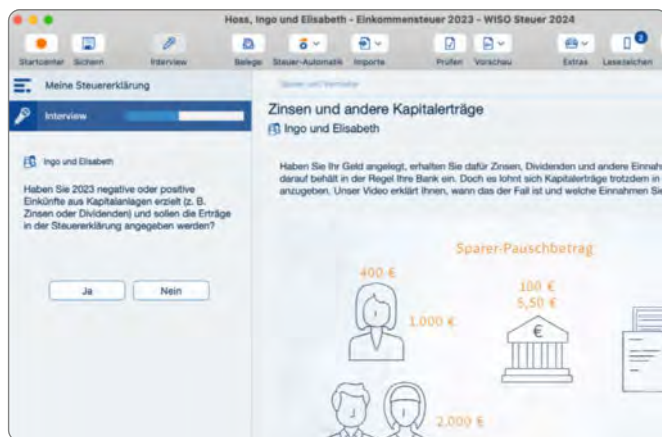 Hoss, Ingo und Elisabeth - Einkommensteuer 2023 - WISO Steuer 2024
2
Startcenter Sichern Interview Belege Steuer-Automatik Importe Prüfen Vorschau Extras Lesezeichen
Meine Steuererklärung
Interview
Ingo und Elisabeth
Haben Sie 2023 negative oder positive
Einkünfte aus Kapitalanlagen erzielt (z. B.
Zinsen oder Dividenden) und sollen die Erträge
in der Steuererklärung angegeben werden?
Ja Nein
Zinsen und andere Kapitalerträge
Ingo und Elisabeth
Haben Sie Ihr Geld angelegt, erhalten Sie dafür Zinsen, Dividenden und andere Einnah
darauf behält in der Regel Ihre Bank ein. Doch es lohnt sich Kapitalerträge trotzdem in
anzugeben. Unser Video erklärt Ihnen, wann das der Fall ist und welche Einnahmen Sie
Sparer-Pauschbetrag
400 €
1.000 €
100 €
5,50 €
€
2.000 €